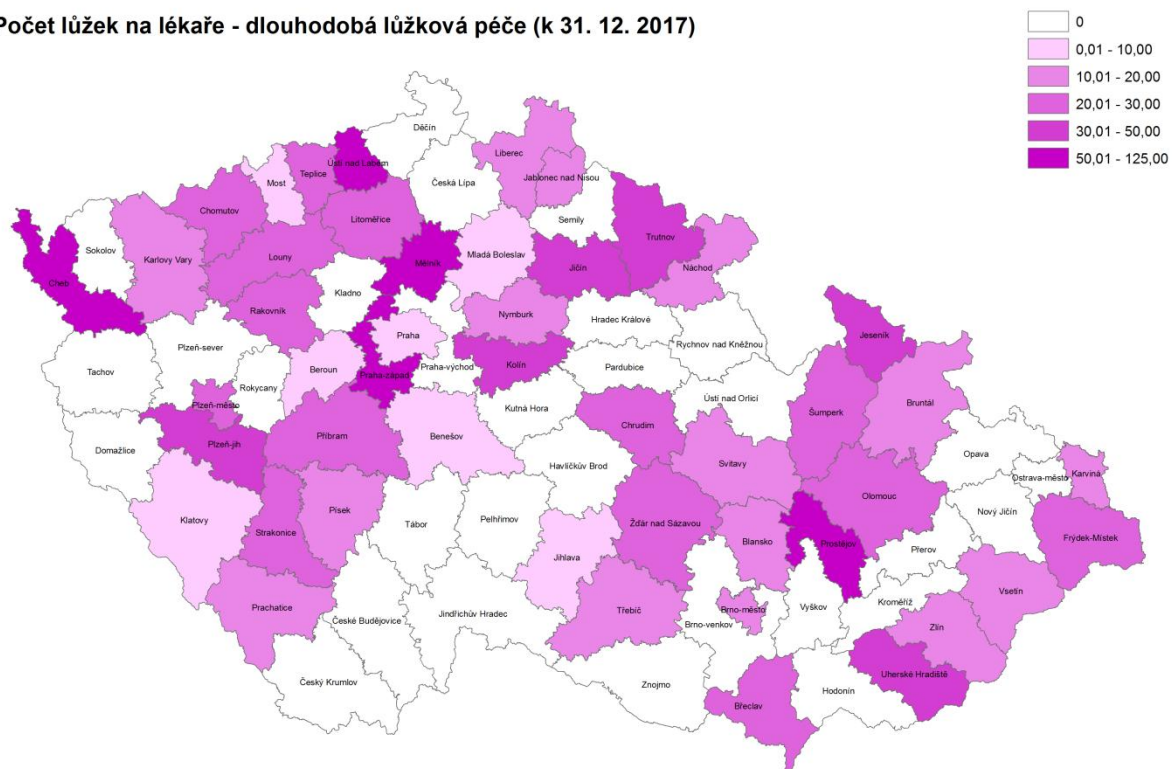 Počet lůžek na lékaře - dlouhodobá lůžková péče (k 31. 12. 2017)
0
0,01 - 10,00
10,01 - 20,00
20,01 - 30,00
30,01 - 50,00
50,01 - 125,00
Děčín
Liberec
Ústí nad Labem
Teplice
Most
Česká Lípa
Jablonec nad Nisou
Chomutov
Litoměřice
Semily
Trutnov
Sokolov
Karlovy Vary
Louny
Mělník
Mladá Boleslav
Jičín
Náchod
Cheb
Kladno
Rakovník
Nymburk
Hradec Králové
Jeseník
Praha
Plzeň-sever
Rychnov nad Kněžnou
Tachov
Beroun
Praha-západ
Praha-východ
Kolín
Pardubice
Rokycany
Ústí nad Orlicí
Plzeň-město
Kutná Hora
Šumperk
Bruntál
Příbram
Chrudim
Plzeň-jih
Benešov
Domažlice
Havlíčkův Brod
Svitavy
Opava
Karviná
Ostrava-město
Olomouc
Klatovy
Písek
Nový Jičín
Strakonice
Tábor
Pelhřimov
Žďár nad Sázavou
Frýdek-Místek
Blansko
Prostějov
Přerov
Jihlava
Vsetín
Prachatice
Třebíč
Brno-město
Vyškov
Kroměříž
Jindřichův Hradec
České Budějovice
Brno-venkov
Zlín
Uherské Hradiště
Český Krumlov
Znojmo
Hodonín
Břeclav